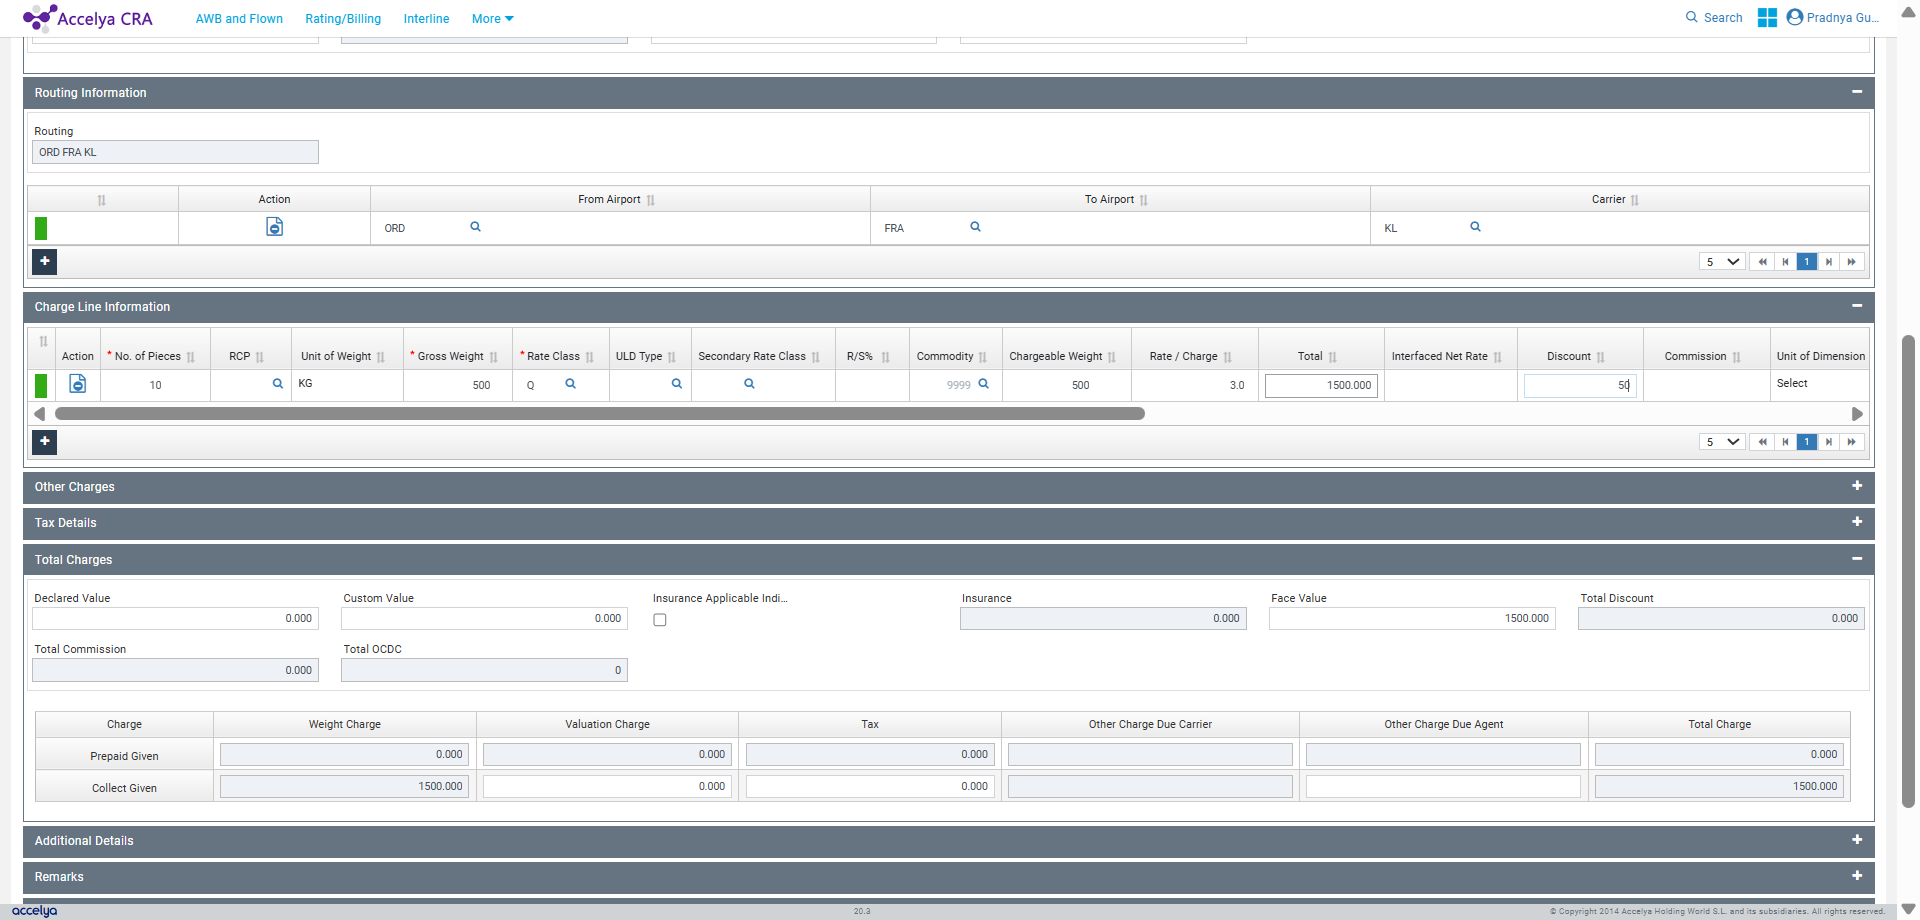 Accelya CRA
AWB and Flown
Rating/Billing
Interline
More
Search
Pradnya Gu...
Routing Information
Routing
ORD FRA KL
Action
From Airport
To Airport
Carrier
ORD
FRA
KL
5
1
Charge Line Information
Action
* No. of Pieces
RCP
Unit of Weight
* Gross Weight
* Rate Class
ULD Type
Secondary Rate Class
R/S%
Commodity
Chargeable Weight
Rate / Charge
Total
Interfaced Net Rate
Discount
Commission
Unit of Dimension
10
KG
500
Q
9999
500
3.0
1500.000
50
Select
5
1
Other Charges
Tax Details
Total Charges
Declared Value
Custom Value
Insurance Applicable Indi...
Insurance
Face Value
Total Discount
0.000
0.000
0.000
1500.000
0.000
Total Commission
Total OCDC
0.000
0
Charge
Weight Charge
Valuation Charge
Tax
Other Charge Due Carrier
Other Charge Due Agent
Total Charge
Prepaid Given
0.000
0.000
0.000
0.000
Collect Given
1500.000
0.000
0.000
1500.000
Additional Details
Remarks
accelya
20.3
© Copyright 2014 Accelya Holding World S.L. and its subsidiaries. All rights reserved.